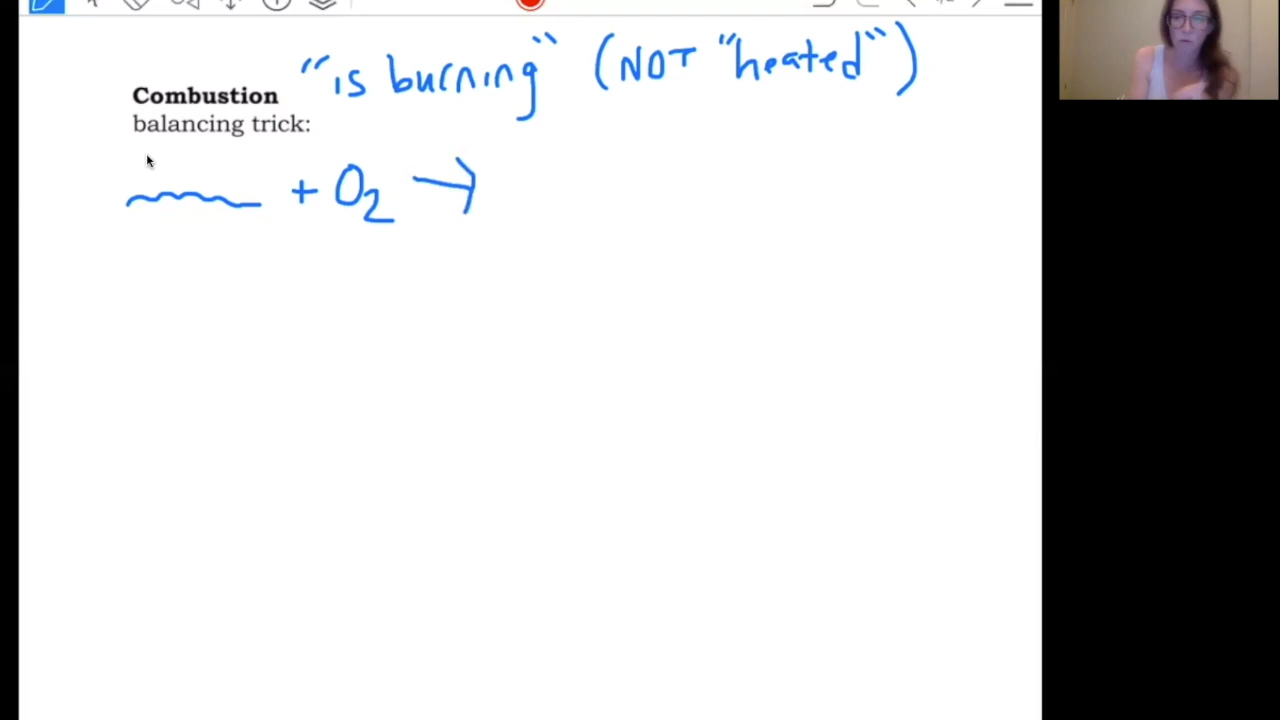 "is burning" (NOT "heated")
Combustion
balancing trick:
+ O₂ →